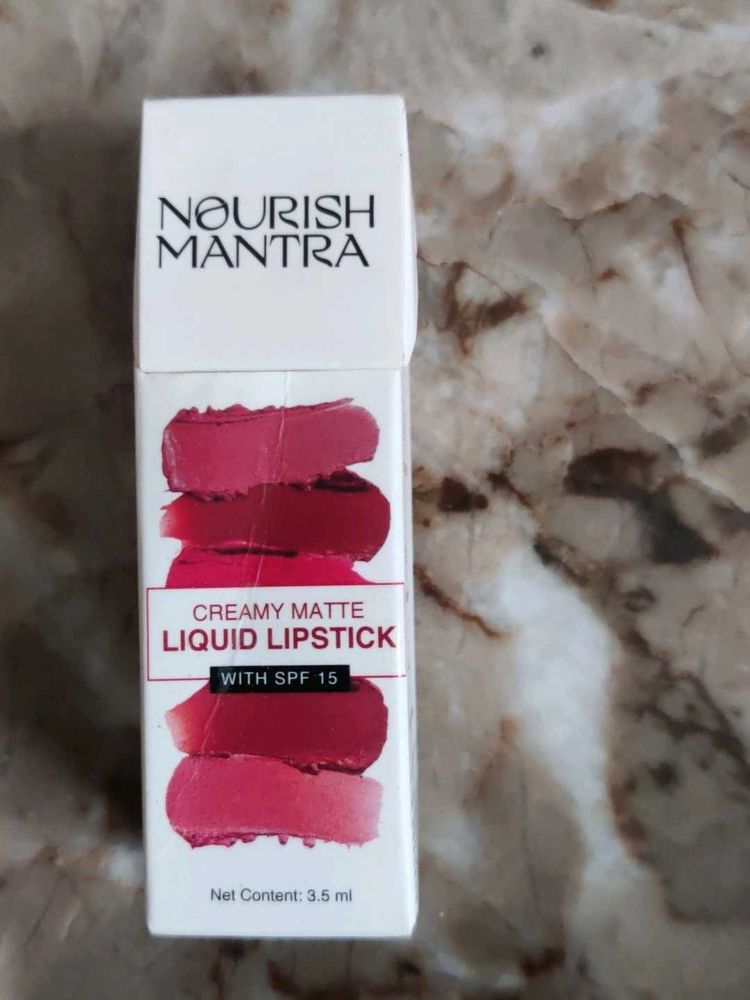 NOURISH
MANTRA
CREAMY MATTE
LIQUID LIPSTICK
WITH SPF 15
Net Content: 3.5 ml